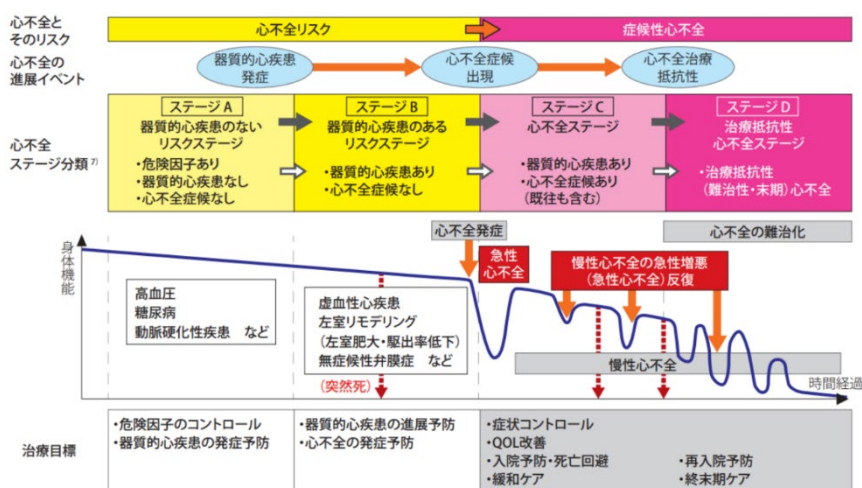 心不全と
そのリスク
心不全リスク
症候性心不全
心不全の
進展イベント
器質的心疾患
発症
心不全症候
出現
心不全治療
抵抗性
心不全
ステージ分類 7)
ステージA
器質的心疾患のない
リスクステージ
・危険因子あり
・器質的心疾患なし
・心不全症候なし
ステージB
器質的心疾患のある
リスクステージ
・器質的心疾患あり
・心不全症候なし
ステージC
心不全ステージ
・器質的心疾患あり
・心不全症候あり
(既往も含む)
ステージD
治療抵抗性
心不全ステージ
・治療抵抗性
(難治性・末期)心不全
身体機能
心不全発症
心不全の難治化
急性
心不全
慢性心不全の急性増悪
(急性心不全)反復
高血圧
糖尿病
動脈硬化性疾患 など
虚血性心疾患
左室リモデリング
(左室肥大・駆出率低下)
無症候性弁膜症 など
(突然死)
慢性心不全
時間経過
治療目標
・危険因子のコントロール
・器質的心疾患の発症予防
・器質的心疾患の進展予防
・心不全の発症予防
・症状コントロール
・QOL改善
・入院予防・死亡回避
・緩和ケア
・再入院予防
・終末期ケア